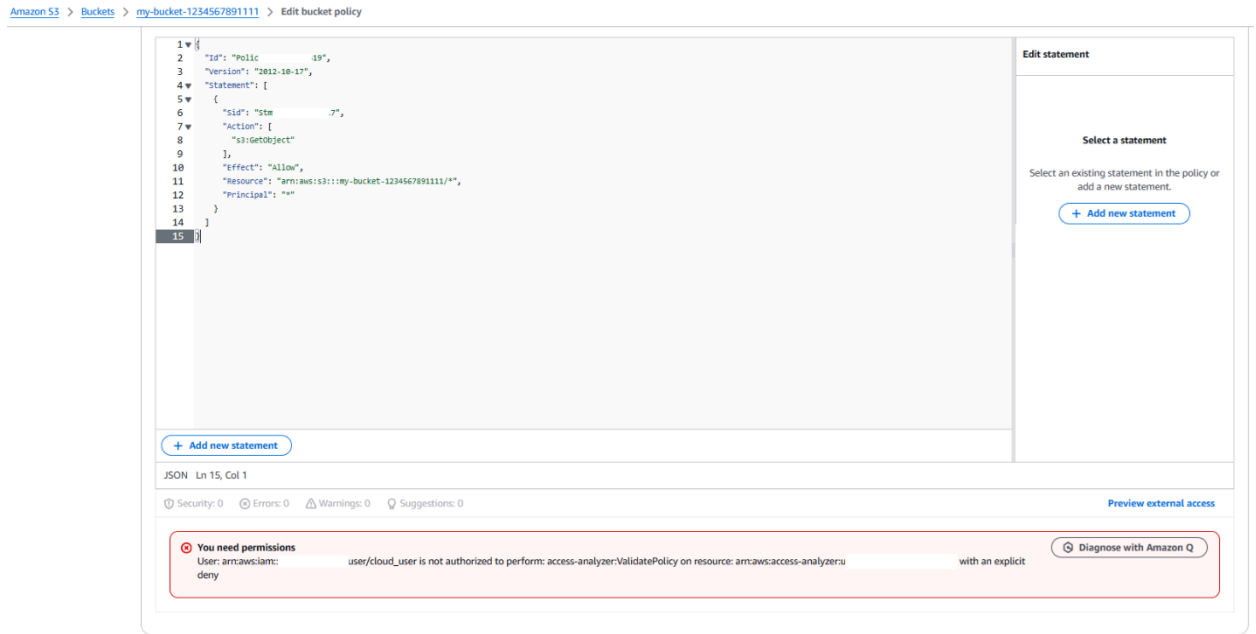 Amazon S3 > Buckets > my-bucket-1234567891111 > Edit bucket policy
1 {
2 "Id": "Polic 19",
3 "Version": "2012-10-17",
4 "Statement": [
5 {
6 "Sid": "Stm 7",
7 "Action": [
8 "s3:GetObject"
9 ],
10 "Effect": "Allow",
11 "Resource": "arn:aws:s3:::my-bucket-1234567891111/*",
12 "Principal": "*"
13 }
14 ]
15 }
Edit statement
Select a statement
Select an existing statement in the policy or
add a new statement.
+ Add new statement
+ Add new statement
JSON Ln 15, Col 1
Security: 0 Errors: 0 Warnings: 0 Suggestions: 0
Preview external access
You need permissions
User: arn:aws:iam:: user/cloud_user is not authorized to perform: access-analyzer:ValidatePolicy on resource: arn:aws:access-analyzer:u with an explicit
deny
Diagnose with Amazon Q